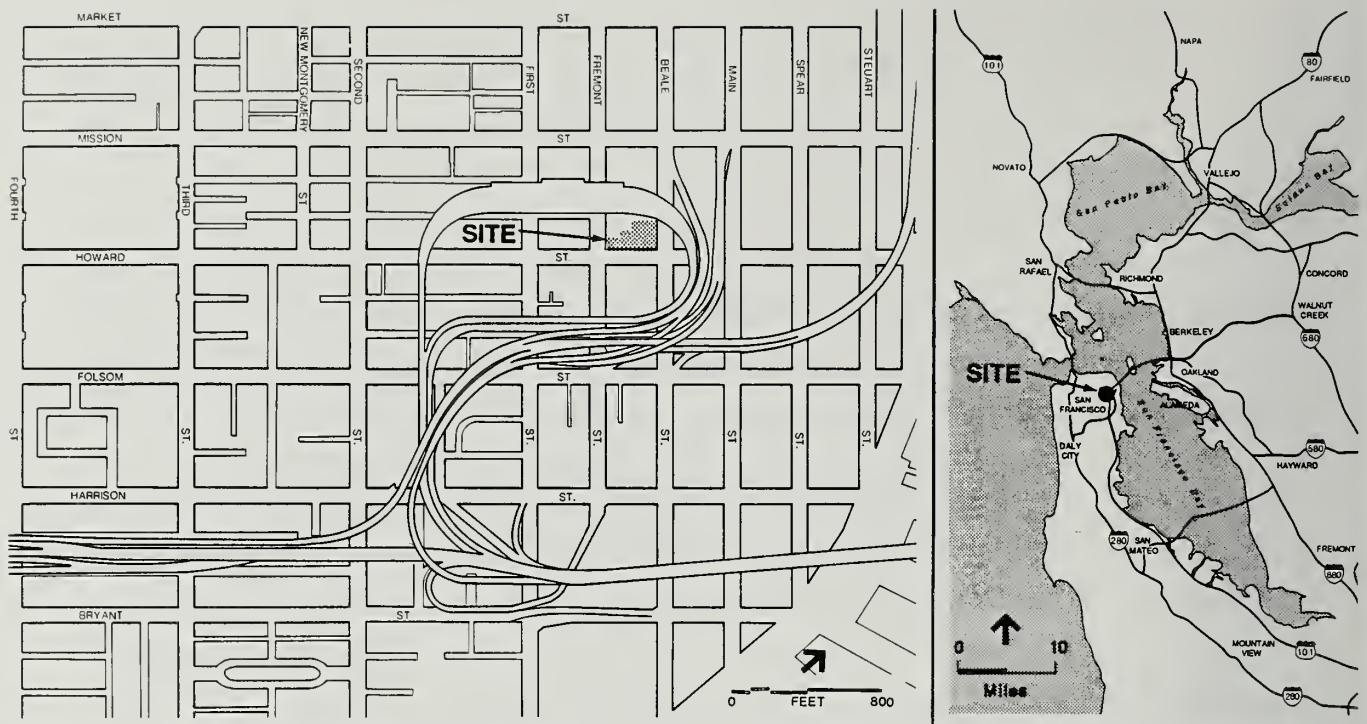 MARKET ST
NEW MONTGOMERY
SECOND
FIRST
FREMONT
BEALE
MAIN
SPEAR
STEUART
MISSION ST
FOURTH
THIRD
ST
SITE
HOWARD ST.
FOLSOM ST
ST
ST.
ST.
ST.
ST.
ST.
ST
ST.
ST.
HARRISON ST.
BRYANT ST
0 FEET 800
NAPA
101
80
FAIRFIELD
NOVATO
VALLEJO
San Pablo Bay
Suisun Bay
SAN RAFAEL
RICHMOND
CONCORD
WALNUT CREEK
BERKELEY
680
OAKLAND
SITE
SAN FRANCISCO
ALAMEDA
DALY CITY
San Francisco Bay
580
HAYWARD
280
SAN MATEO
FREMONT
880
0 10
Miles
MOUNTAIN VIEW
101
280